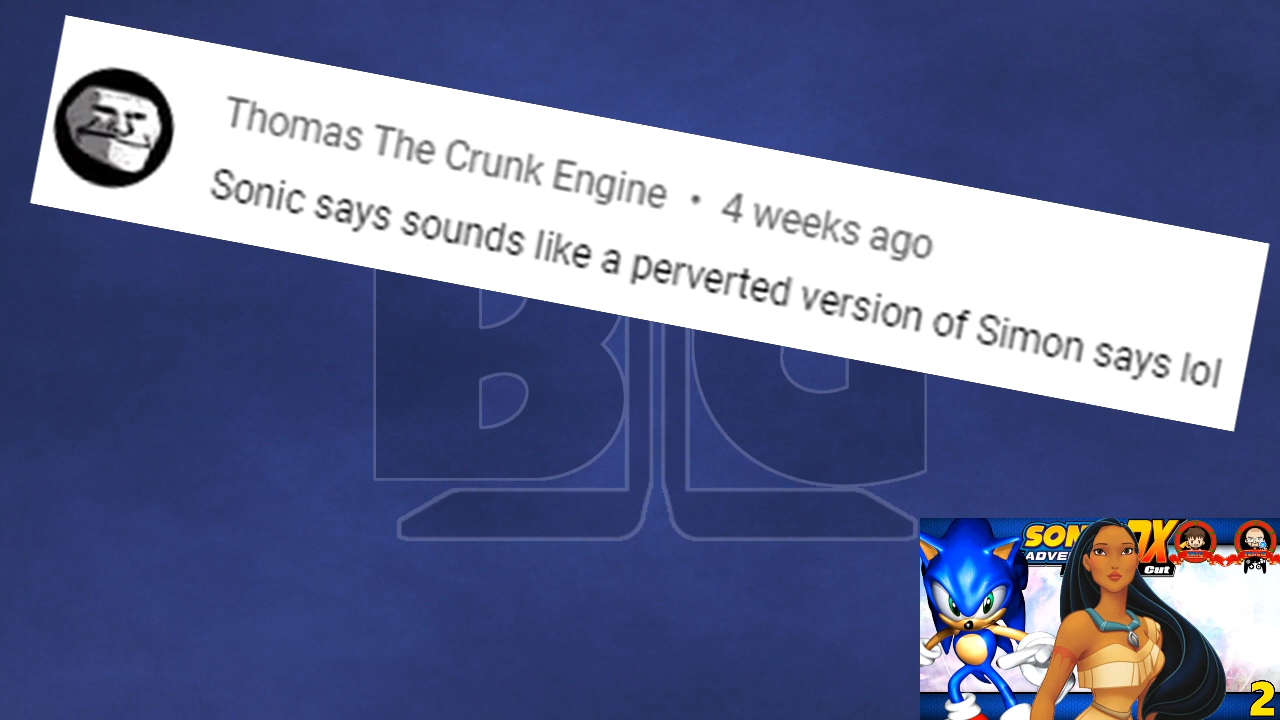 Thomas The Crunk Engine • 4 weeks ago
Sonic says sounds like a perverted version of Simon says lol
B G
SON DX
ADVE
Cut
2